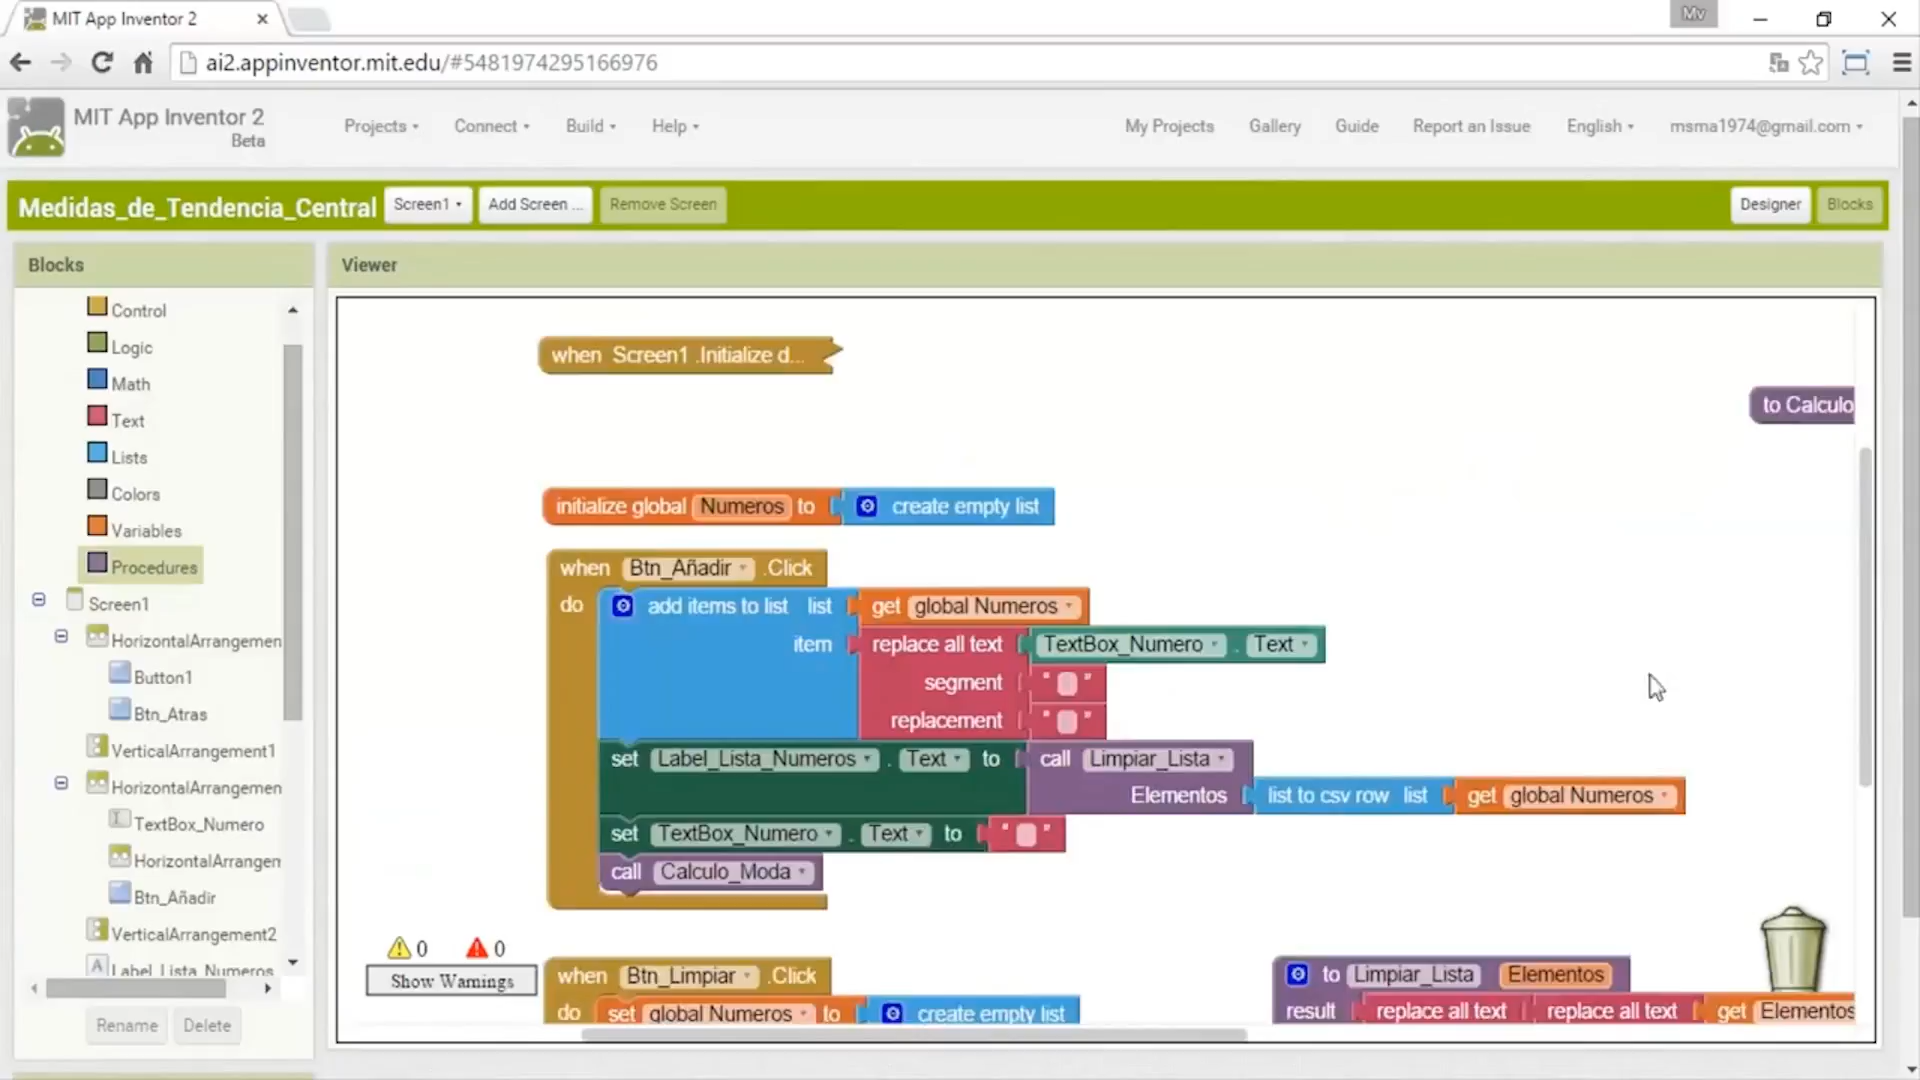 MIT App Inventor 2
Mv
ai2.appinventor.mit.edu/#5481974295166976
MIT App Inventor 2
Beta
Projects
Connect
Build
Help
My Projects
Gallery
Guide
Report an Issue
English
msma1974@gmail.com
Medidas_de_Tendencia_Central
Screen1
Add Screen ...
Remove Screen
Designer
Blocks
Blocks
Control
Logic
Math
Text
Lists
Colors
Variables
Procedures
Screen1
HorizontalArrangemen
Button1
Btn_Atras
VerticalArrangement1
HorizontalArrangemen
TextBox_Numero
HorizontalArrangen
Btn_Añadir
VerticalArrangement2
Label_Lista_Numeros
Rename
Delete
Viewer
when Screen1 .Initialize d...
to Calculo
initialize global Numeros to create empty list
when Btn_Añadir .Click
do add items to list list get global Numeros
item replace all text TextBox_Numero . Text
segment " "
replacement " "
set Label_Lista_Numeros . Text to call Limpiar_Lista
Elementos list to csv row list get global Numeros
set TextBox_Numero . Text to " "
call Calculo_Moda
0 0
Show Warnings
when Btn_Limpiar .Click
do set global Numeros to create empty list
to Limpiar_Lista Elementos
result replace all text replace all text get Elementos